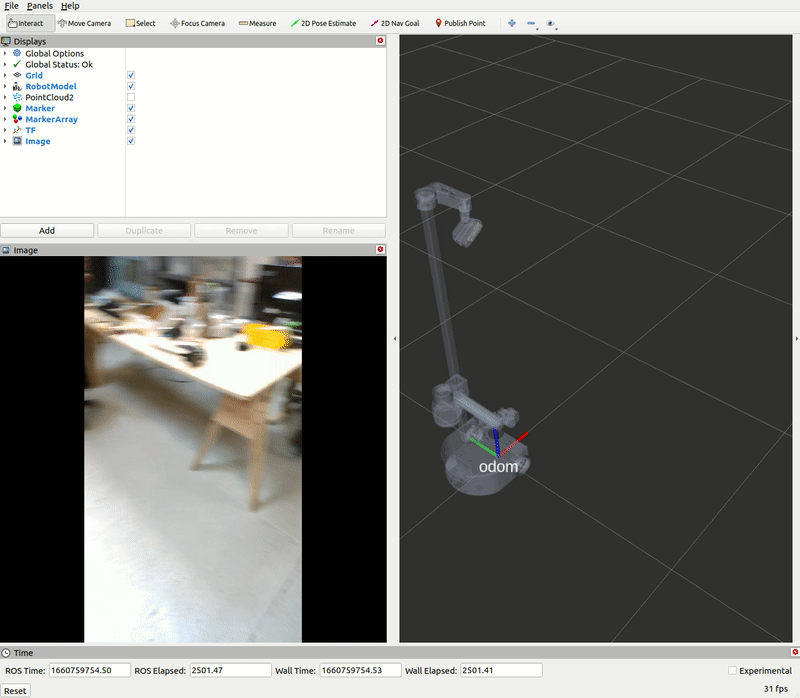 File Panels Help
Interact Move Camera Select Focus Camera Measure 2D Pose Estimate 2D Nav Goal Publish Point
Displays
Global Options
Global Status: Ok
Grid
RobotModel
PointCloud2
Marker
MarkerArray
TF
Image
Add Duplicate Remove Rename
Image
odom
Time
ROS Time: 1660759754.50 ROS Elapsed: 2501.47 Wall Time: 1660759754.53 Wall Elapsed: 2501.41 Experimental
Reset 31 fps